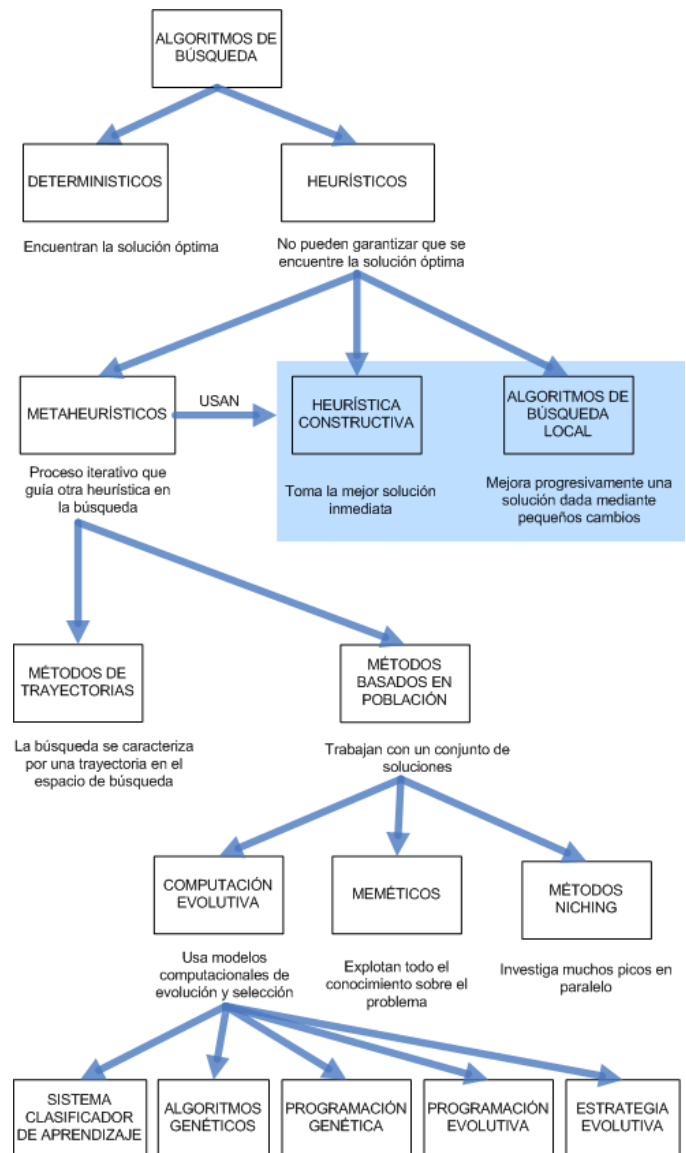 ALGORITMOS DE
BÚSQUEDA
DETERMINISTICOS
HEURÍSTICOS
Encuentran la solución óptima
No pueden garantizar que se
encuentre la solución óptima
METAHEURÍSTICOS
USAN
HEURÍSTICA
CONSTRUCTIVA
ALGORITMOS DE
BÚSQUEDA
LOCAL
Proceso iterativo que
guía otra heurística en
la búsqueda
Toma la mejor solución
inmediata
Mejora progresivamente una
solución dada mediante
pequeños cambios
MÉTODOS DE
TRAYECTORIAS
MÉTODOS
BASADOS EN
POBLACIÓN
La búsqueda se caracteriza
por una trayectoria en el
espacio de búsqueda
Trabajan con un conjunto de
soluciones
COMPUTACIÓN
EVOLUTIVA
MEMÉTICOS
MÉTODOS
NICHING
Usa modelos
computacionales de
evolución y selección
Explotan todo el
conocimiento sobre el
problema
Investiga muchos picos en
paralelo
SISTEMA
CLASIFICADOR
DE APRENDIZAJE
ALGORITMOS
GENÉTICOS
PROGRAMACIÓN
GENÉTICA
PROGRAMACIÓN
EVOLUTIVA
ESTRATEGIA
EVOLUTIVA